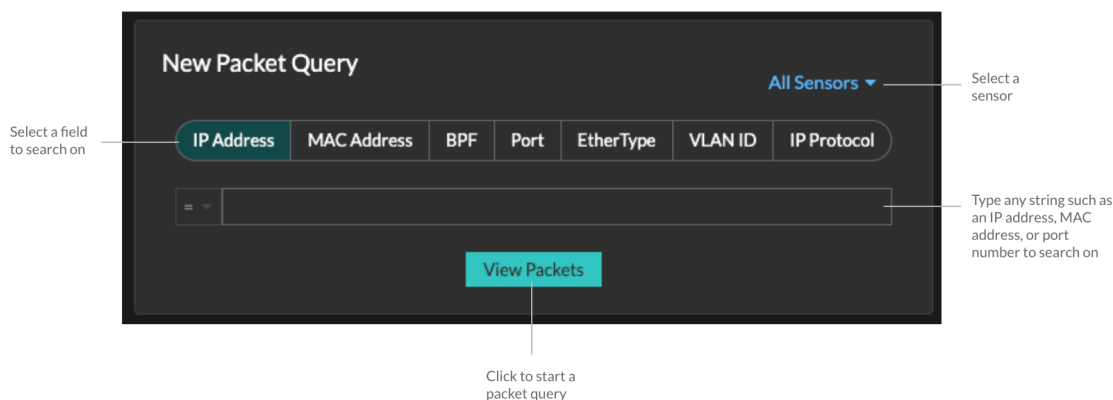 New Packet Query
All Sensors
Select a
sensor
Select a field
to search on
IP Address MAC Address BPF Port EtherType VLAN ID IP Protocol
=
Type any string such as
an IP address, MAC
address, or port
number to search on
View Packets
Click to start a
packet query